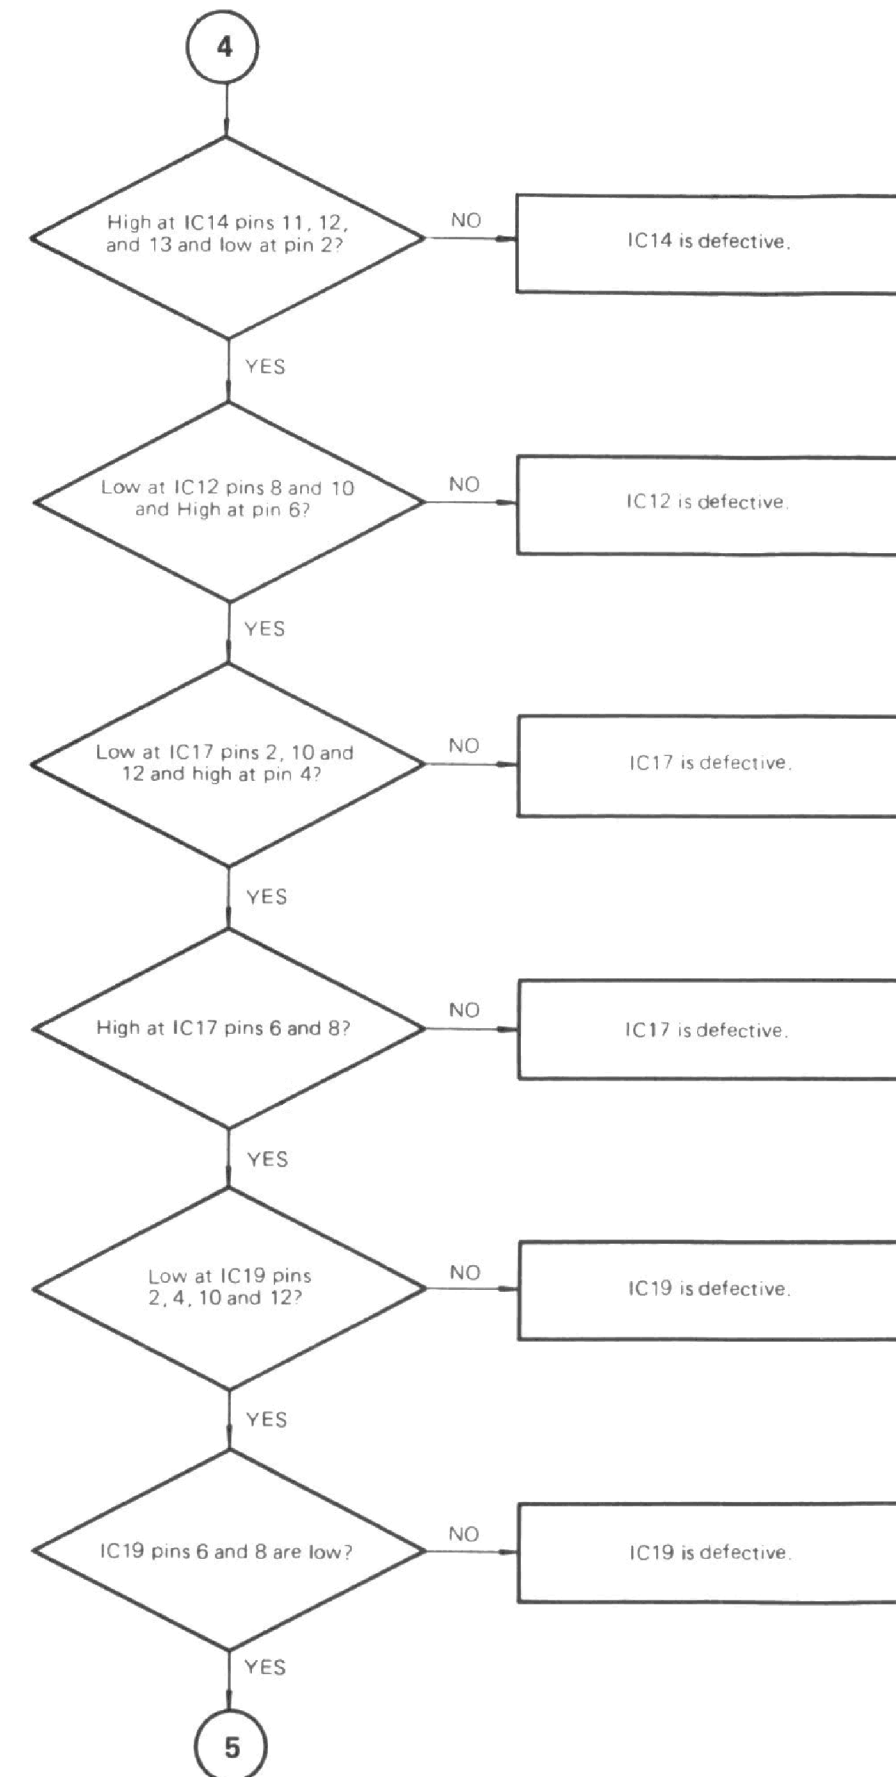 4
High at IC14 pins 11, 12,
and 13 and low at pin 2?
NO
IC14 is defective.
YES
Low at IC12 pins 8 and 10
and High at pin 6?
NO
IC12 is defective.
YES
Low at IC17 pins 2, 10 and
12 and high at pin 4?
NO
IC17 is defective.
YES
High at IC17 pins 6 and 8?
NO
IC17 is defective.
YES
Low at IC19 pins
2, 4, 10 and 12?
NO
IC19 is defective.
YES
IC19 pins 6 and 8 are low?
NO
IC19 is defective.
YES
5